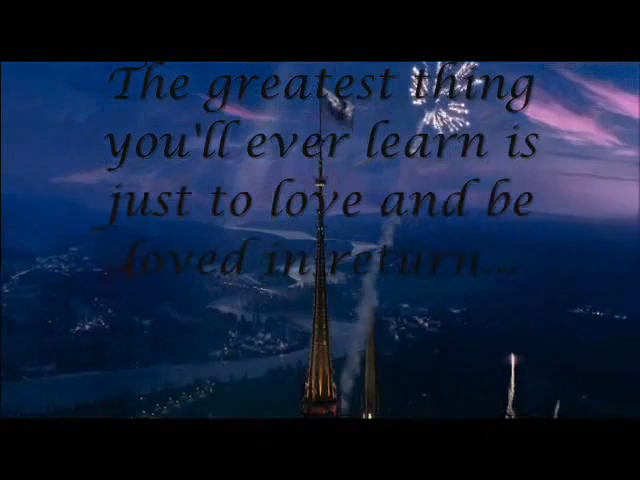 The greatest thing
you'll ever learn is
just to love and be
loved in return...